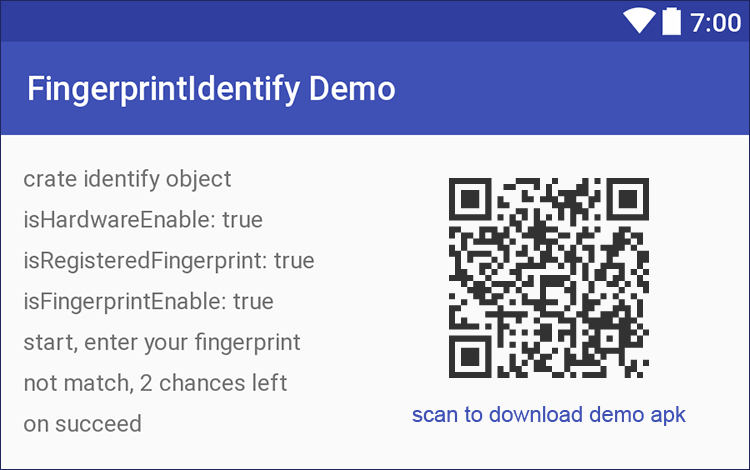 7:00
FingerprintIdentify Demo
crate identify object
isHardwareEnable: true
isRegisteredFingerprint: true
isFingerprintEnable: true
start, enter your fingerprint
not match, 2 chances left
on succeed
scan to download demo apk